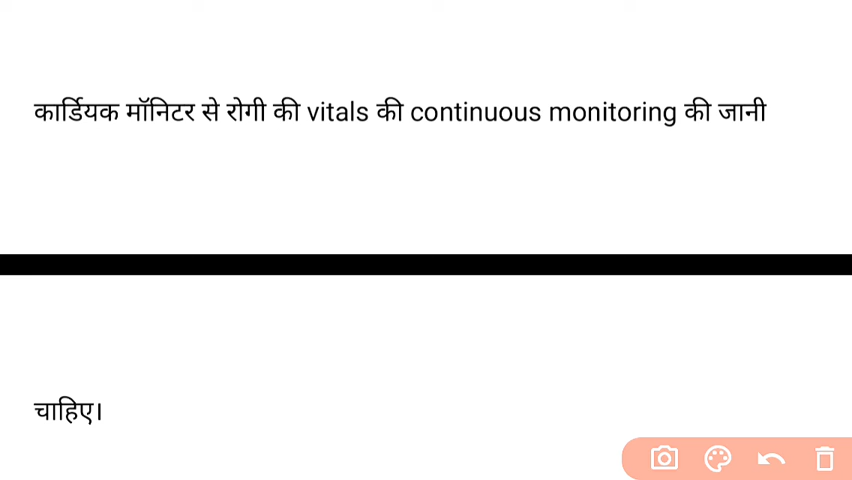 कार्डियक मॉनिटर से रोगी की vitals की continuous monitoring की जानी
चाहिए।